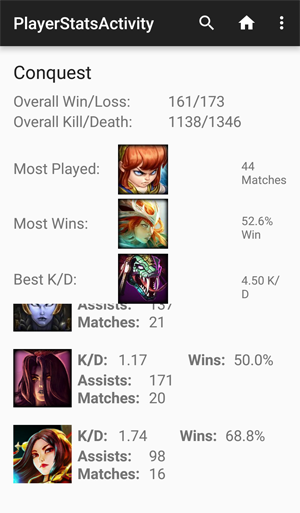 PlayerStatsActivity
Conquest
Overall Win/Loss: 161/173
Overall Kill/Death: 1138/1346
Most Played: 44 Matches
Most Wins: 52.6% Win
Best K/D: 4.50 K/D
Assists: 137
Matches: 21
K/D: 1.17 Wins: 50.0%
Assists: 171
Matches: 20
K/D: 1.74 Wins: 68.8%
Assists: 98
Matches: 16